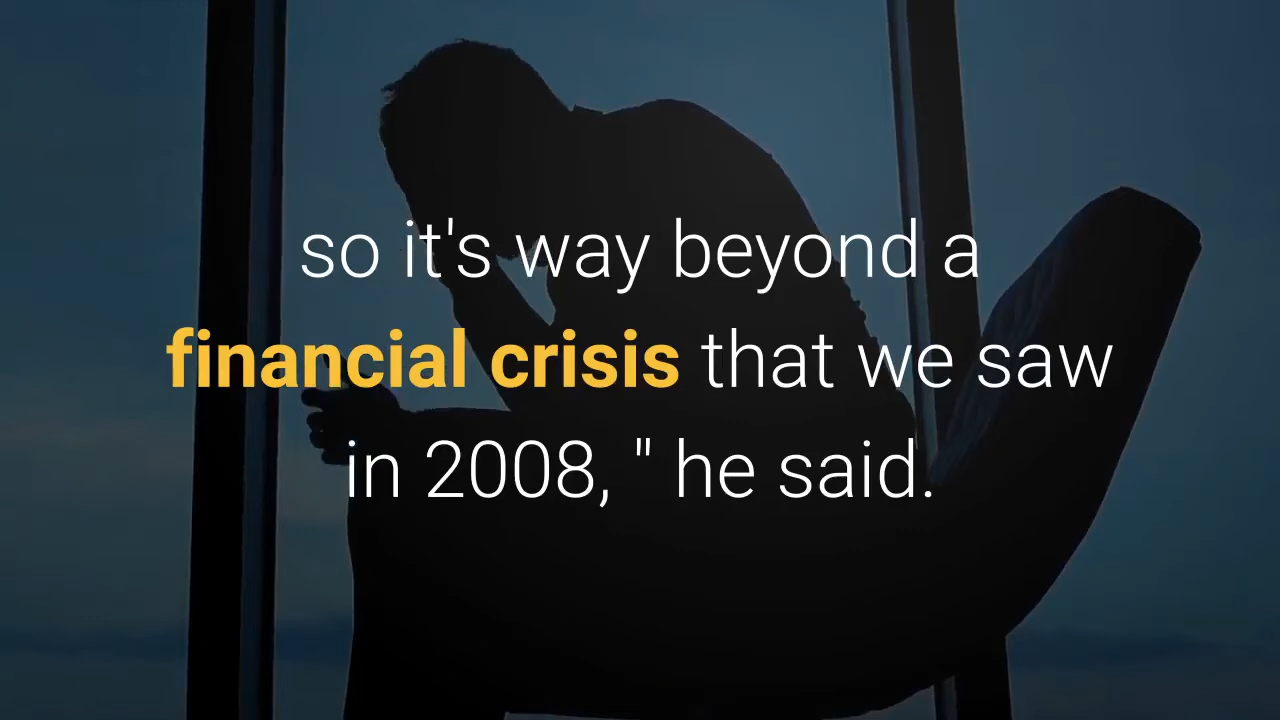 so it's way beyond a
financial crisis that we saw
in 2008, " he said.